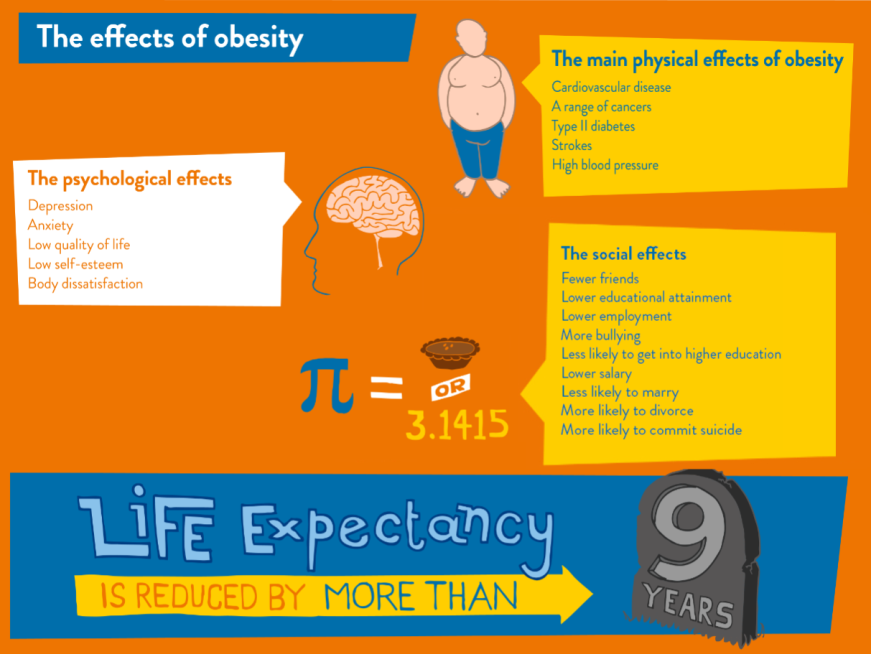 The effects of obesity
The main physical effects of obesity
Cardiovascular disease
A range of cancers
Type II diabetes
Strokes
High blood pressure
The psychological effects
Depression
Anxiety
Low quality of life
Low self-esteem
Body dissatisfaction
The social effects
Fewer friends
Lower educational attainment
Lower employment
More bullying
Less likely to get into higher education
Lower salary
Less likely to marry
More likely to divorce
More likely to commit suicide
π =
OR
3.1415
LiFE Expectancy
IS REDUCED BY MORE THAN
9
YEARS